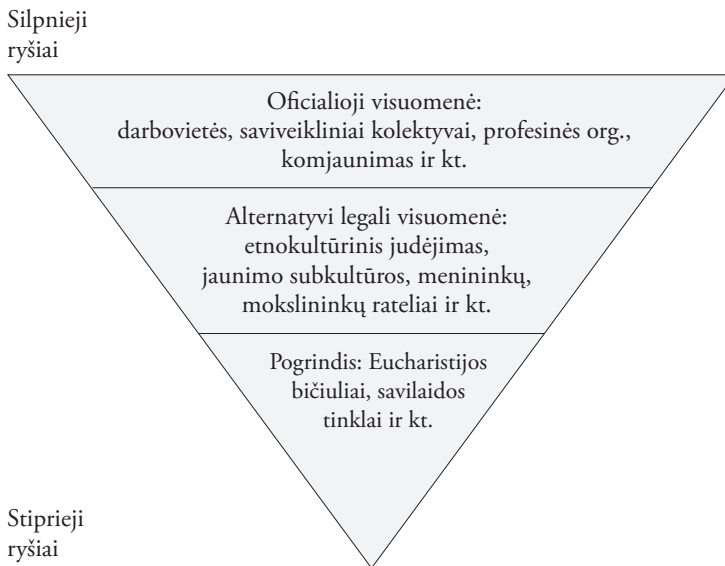 Silpnieji
ryšiai
Oficialioji visuomenė:
darbovietės, saviveikliniai kolektyvai, profesinės org.,
komjaunimas ir kt.
Alternatyvi legali visuomenė:
etnokultūrinis judėjimas,
jaunimo subkultūros, menininkų,
mokslininkų rateliai ir kt.
Pogrindis: Eucharistijos
bičiuliai, savilaidos
tinklai ir kt.
Stiprieji
ryšiai